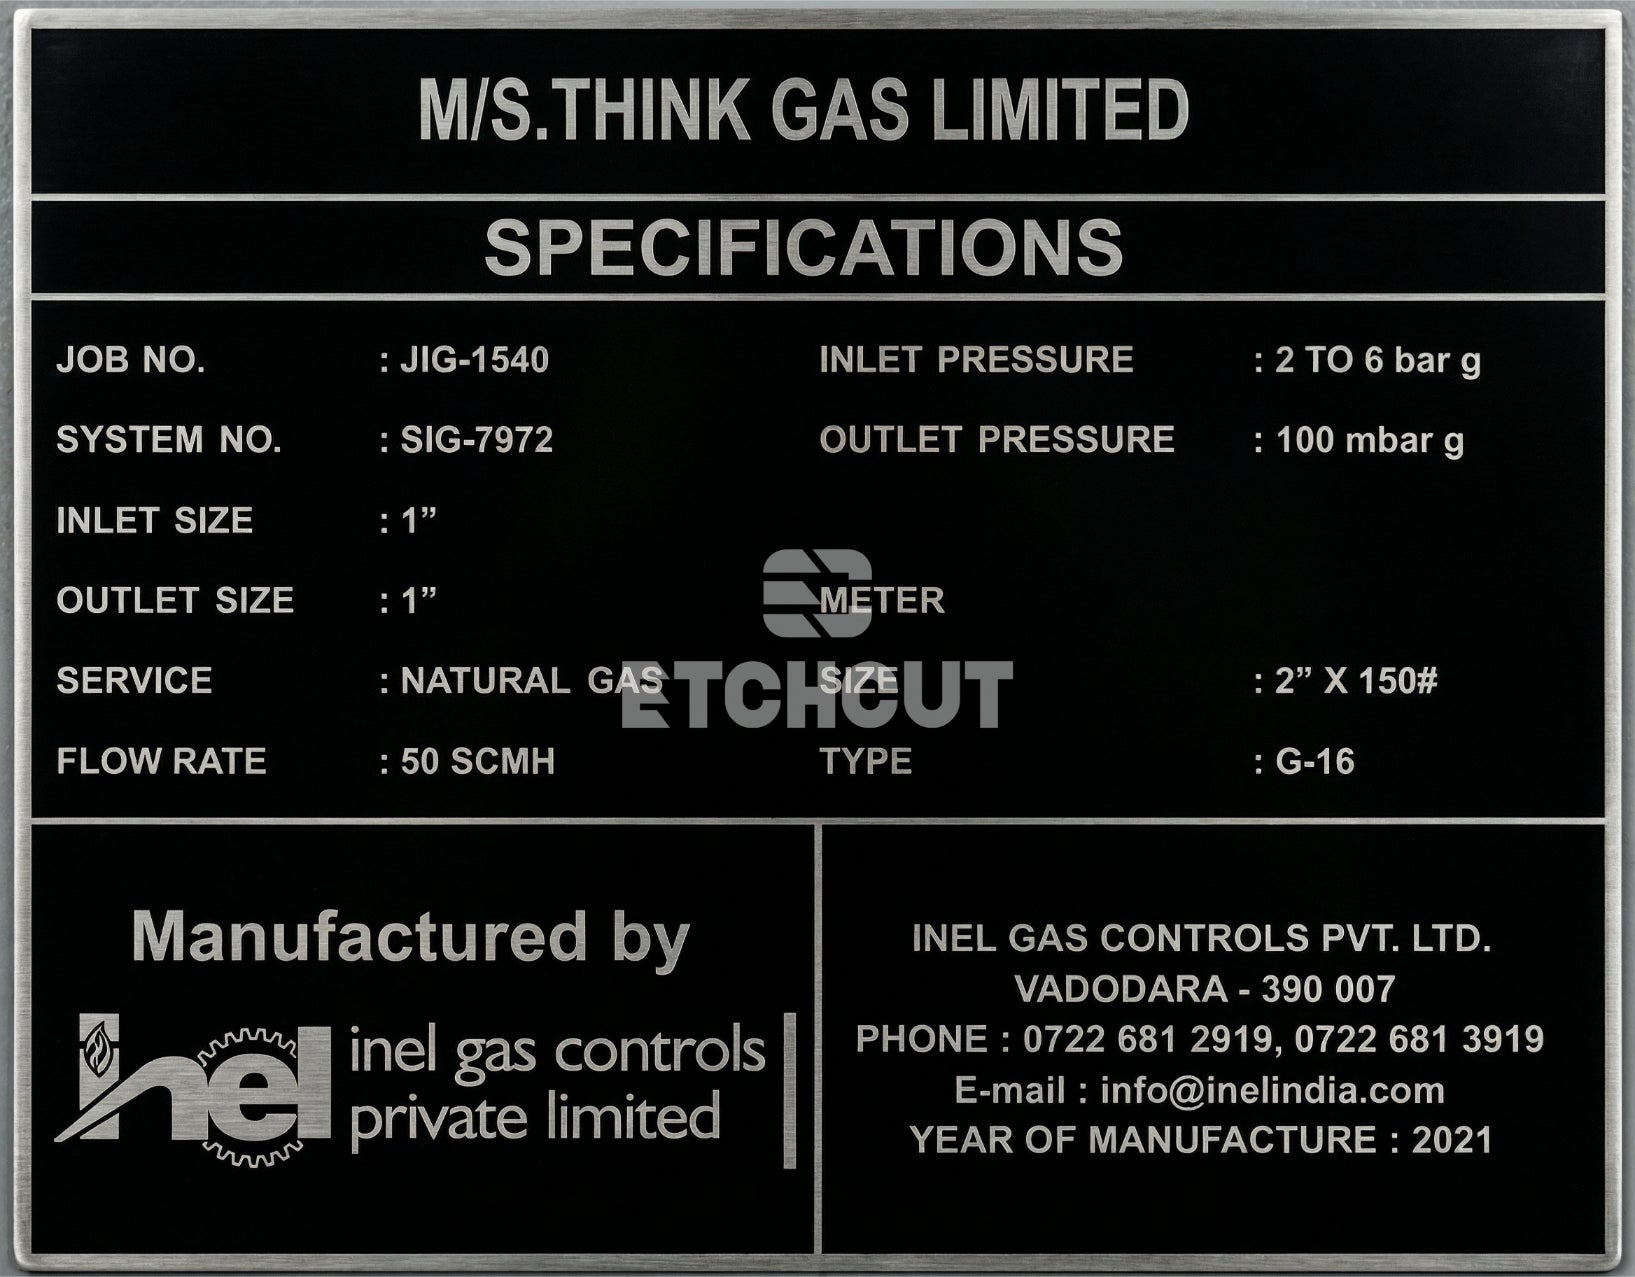 M/S.THINK GAS LIMITED
SPECIFICATIONS
JOB NO. : JIG-1540 INLET PRESSURE : 2 TO 6 bar g
SYSTEM NO. : SIG-7972 OUTLET PRESSURE : 100 mbar g
INLET SIZE : 1”
OUTLET SIZE : 1” METER
SERVICE : NATURAL GAS SIZE : 2” X 150#
ETCHCUT
FLOW RATE : 50 SCMH TYPE : G-16
Manufactured by
inel
inel gas controls
private limited
INEL GAS CONTROLS PVT. LTD.
VADODARA - 390 007
PHONE : 0722 681 2919, 0722 681 3919
E-mail : info@inelindia.com
YEAR OF MANUFACTURE : 2021